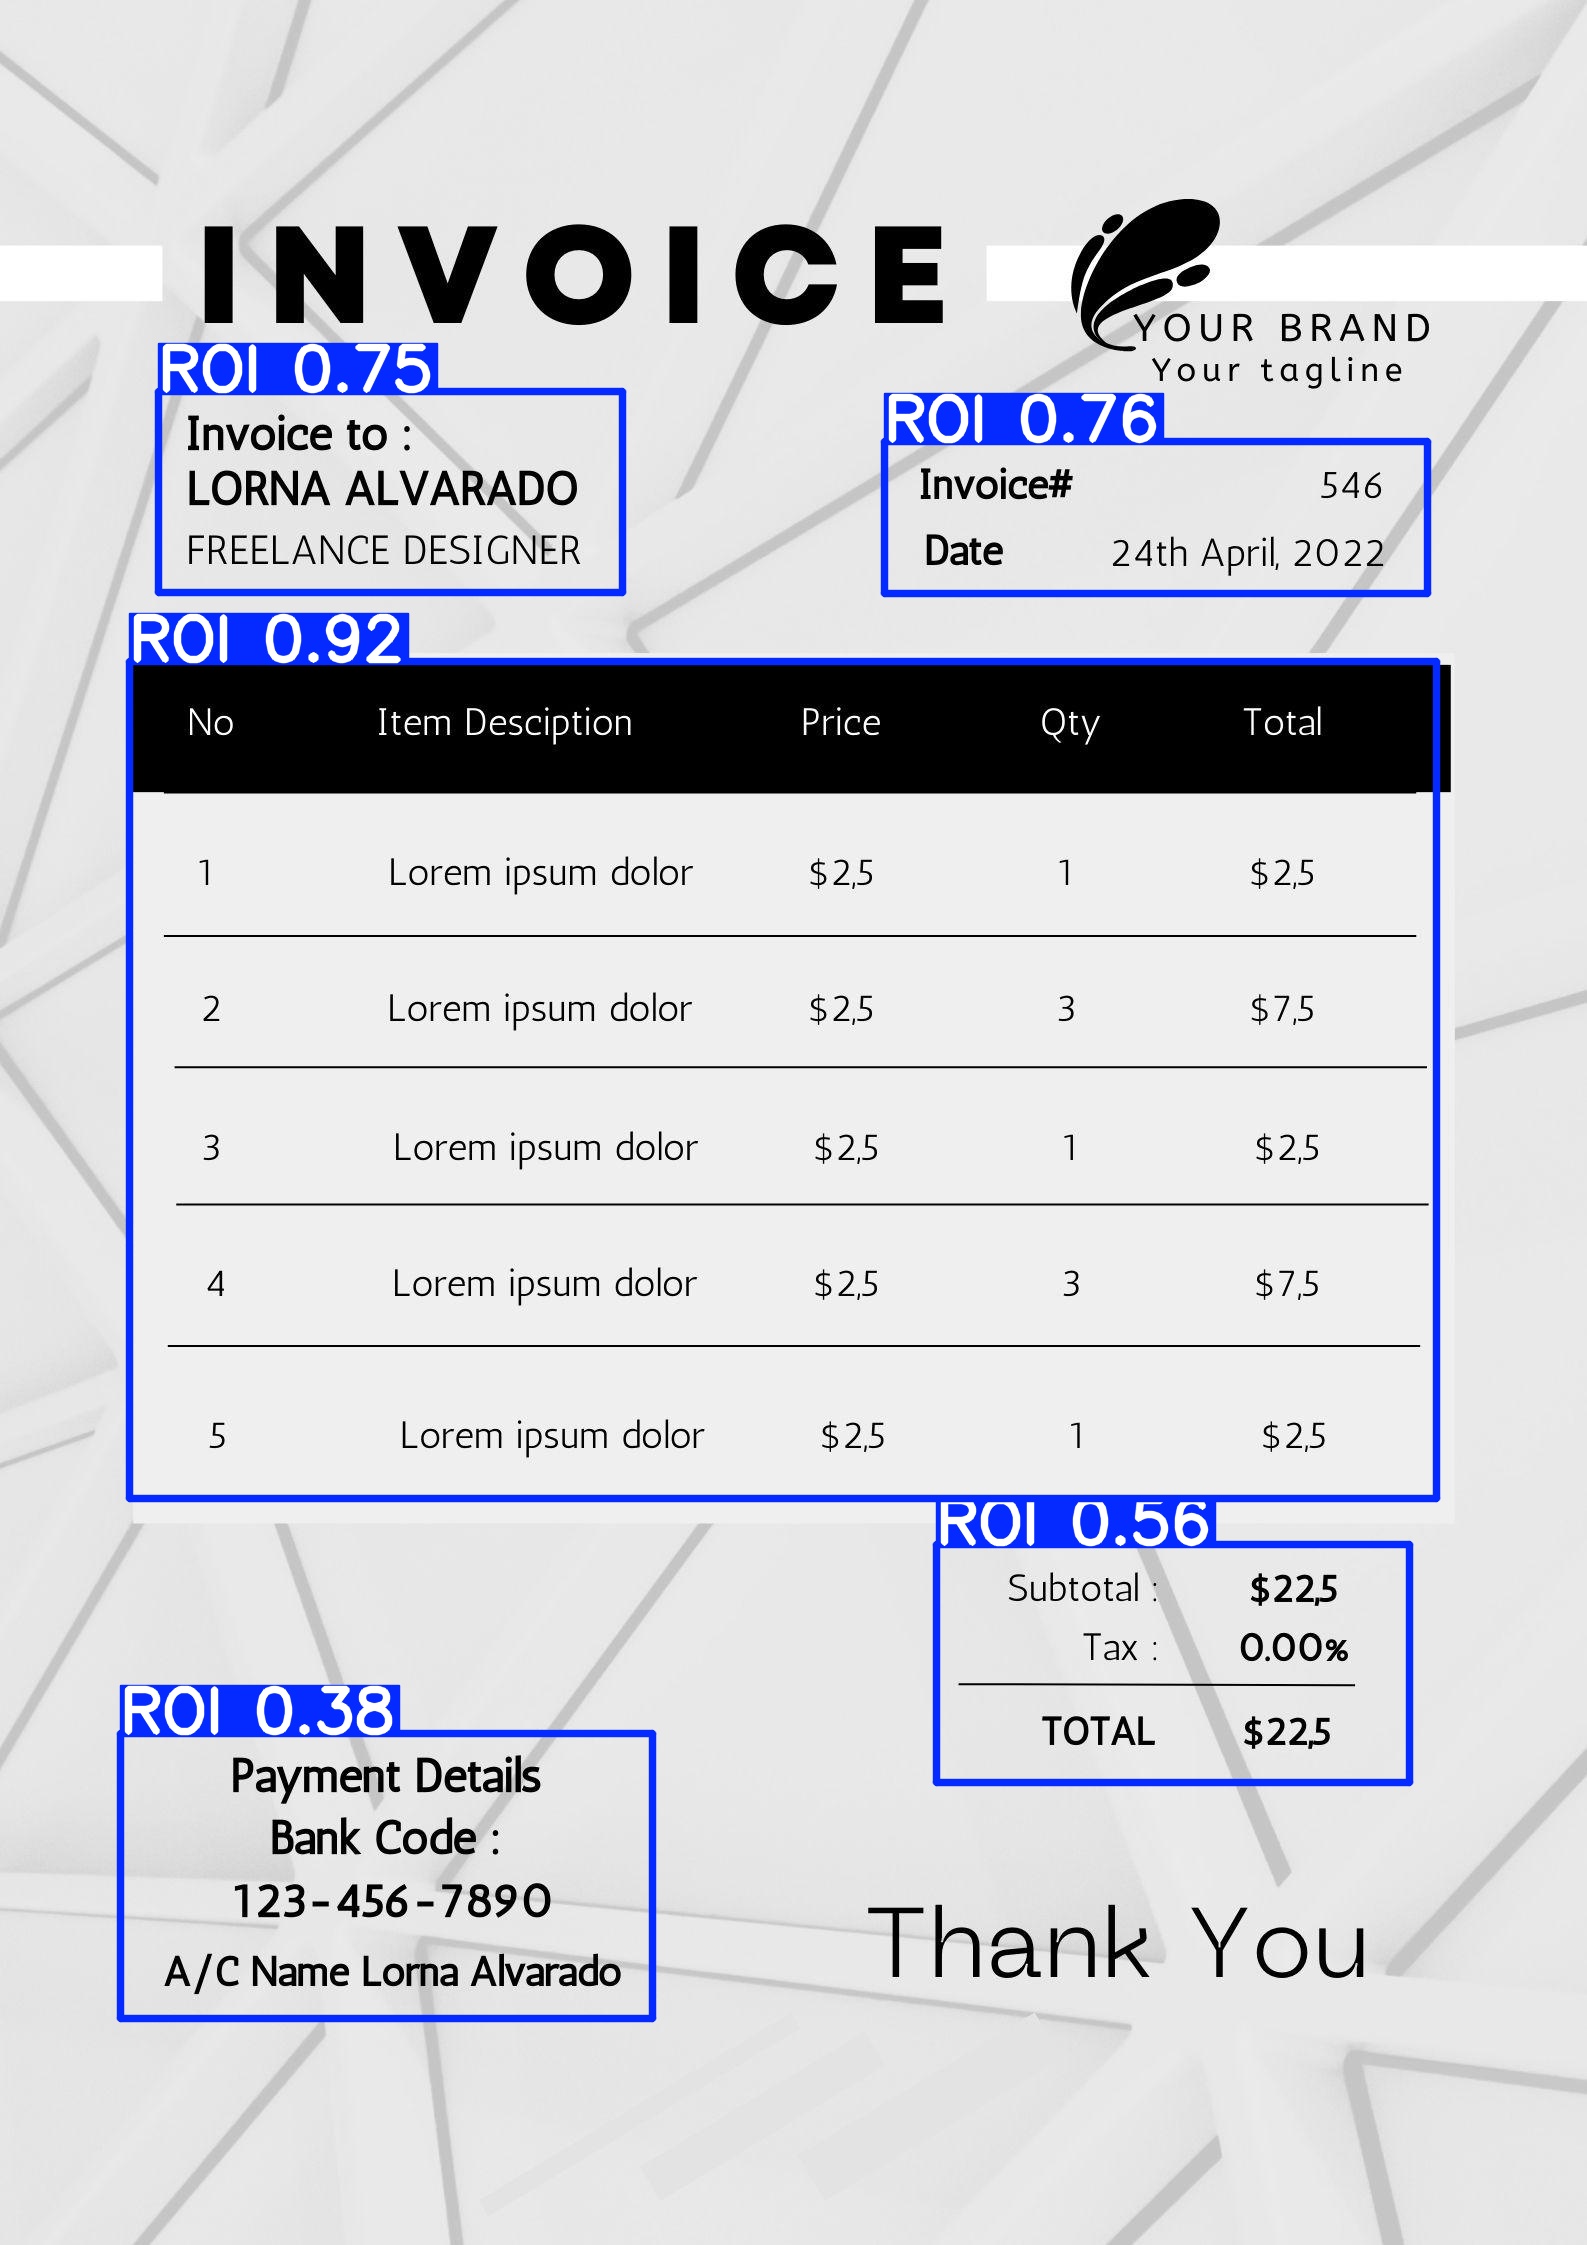 INVOICE
YOUR BRAND
Your tagline
ROI 0.75
Invoice to :
LORNA ALVARADO
FREELANCE DESIGNER
ROI 0.76
Invoice# 546
Date 24th April, 2022
ROI 0.92
No Item Desciption Price Qty Total
1 Lorem ipsum dolor $2,5 1 $2,5
2 Lorem ipsum dolor $2,5 3 $7,5
3 Lorem ipsum dolor $2,5 1 $2,5
4 Lorem ipsum dolor $2,5 3 $7,5
5 Lorem ipsum dolor $2,5 1 $2,5
ROI 0.56
Subtotal : $22,5
Tax : 0.00%
TOTAL $22,5
ROI 0.38
Payment Details
Bank Code :
123-456-7890
A/C Name Lorna Alvarado
Thank You